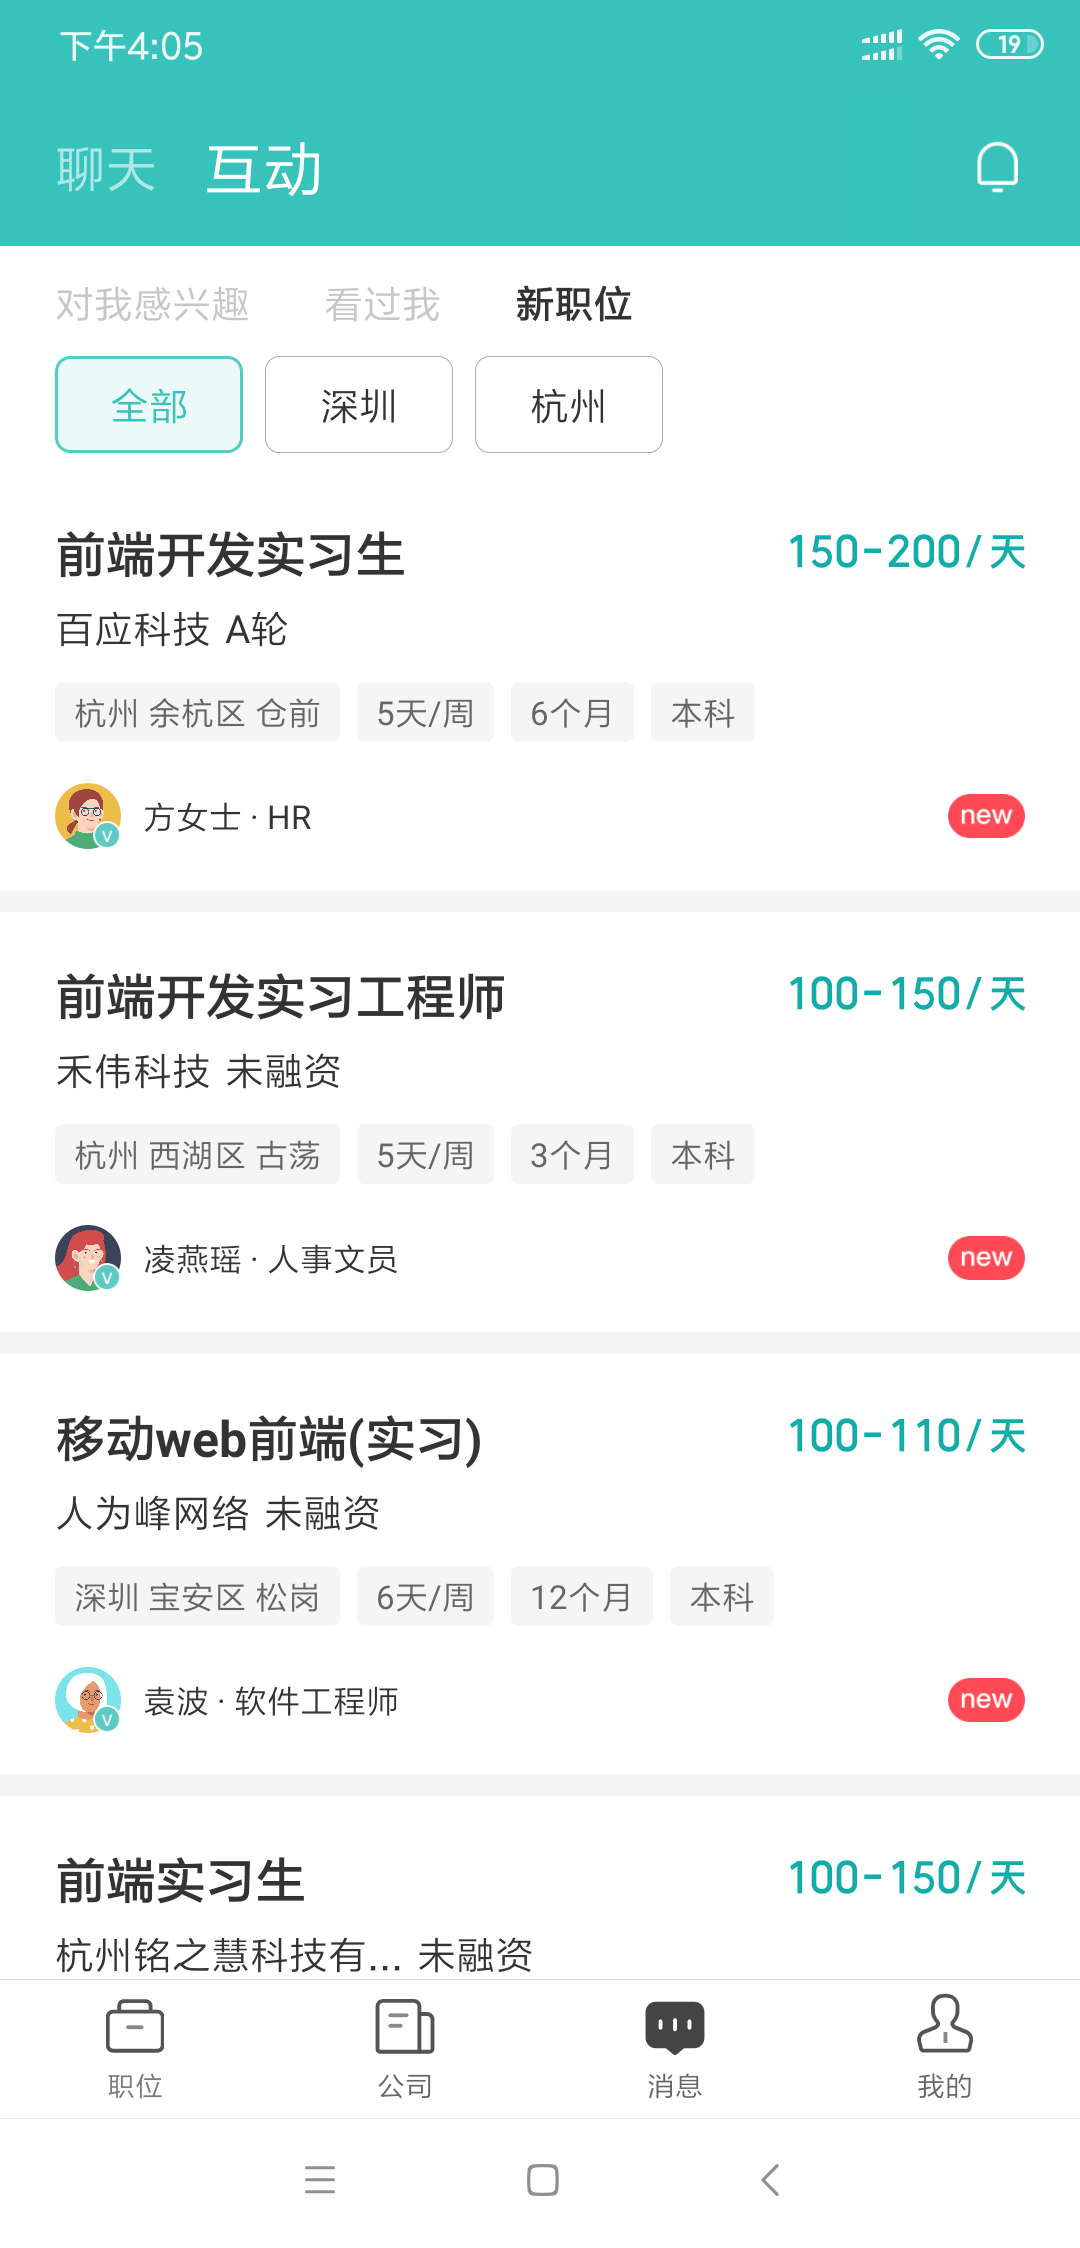 下午4:05
19
聊天 互动
对我感兴趣 看过我 新职位
全部 深圳 杭州
前端开发实习生 150-200/天
百应科技 A轮
杭州 余杭区 仓前 5天/周 6个月 本科
方女士 · HR new
前端开发实习工程师 100-150/天
禾伟科技 未融资
杭州 西湖区 古荡 5天/周 3个月 本科
凌燕瑶 · 人事文员 new
移动web前端(实习) 100-110/天
人为峰网络 未融资
深圳 宝安区 松岗 6天/周 12个月 本科
袁波 · 软件工程师 new
前端实习生 100-150/天
杭州铭之慧科技有... 未融资
职位 公司 消息 我的